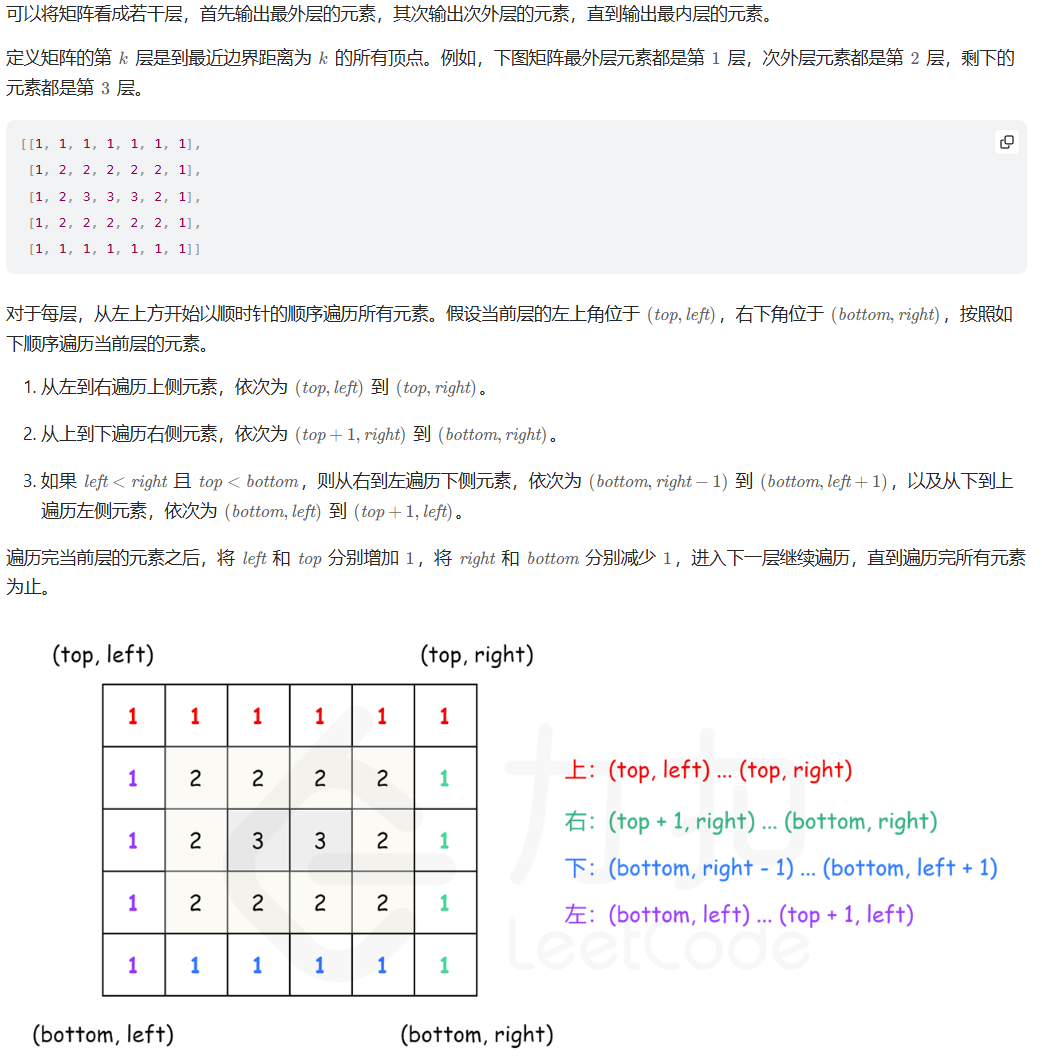 可以将矩阵看成若干层，首先输出最外层的元素，其次输出次外层的元素，直到输出最内层的元素。
定义矩阵的第 k 层是到最近边界距离为 k 的所有顶点。例如，下图矩阵最外层元素都是第 1 层，次外层元素都是第 2 层，剩下的
元素都是第 3 层。
[[1, 1, 1, 1, 1, 1, 1],
[1, 2, 2, 2, 2, 2, 1],
[1, 2, 3, 3, 3, 2, 1],
[1, 2, 2, 2, 2, 2, 1],
[1, 1, 1, 1, 1, 1, 1]]
对于每层，从左上方开始以顺时针的顺序遍历所有元素。假设当前层的左上角位于 (top, left)，右下角位于 (bottom, right)，按照如
下顺序遍历当前层的元素。
1. 从左到右遍历上侧元素，依次为 (top, left) 到 (top, right)。
2. 从上到下遍历右侧元素，依次为 (top + 1, right) 到 (bottom, right)。
3. 如果 left < right 且 top < bottom，则从右到左遍历下侧元素，依次为 (bottom, right − 1) 到 (bottom, left + 1)，以及从下到上
遍历左侧元素，依次为 (bottom, left) 到 (top + 1, left)。
遍历完当前层的元素之后，将 left 和 top 分别增加 1，将 right 和 bottom 分别减少 1，进入下一层继续遍历，直到遍历完所有元素
为止。
(top, left) (top, right)
1 1 1 1 1 1
1 2 2 2 2 1
1 2 3 3 2 1
1 2 2 2 2 1
1 1 1 1 1 1
(bottom, left) (bottom, right)
上：(top, left) ... (top, right)
右：(top + 1, right) ... (bottom, right)
下：(bottom, right - 1) ... (bottom, left + 1)
左：(bottom, left) ... (top + 1, left)
力扣
LeetCode